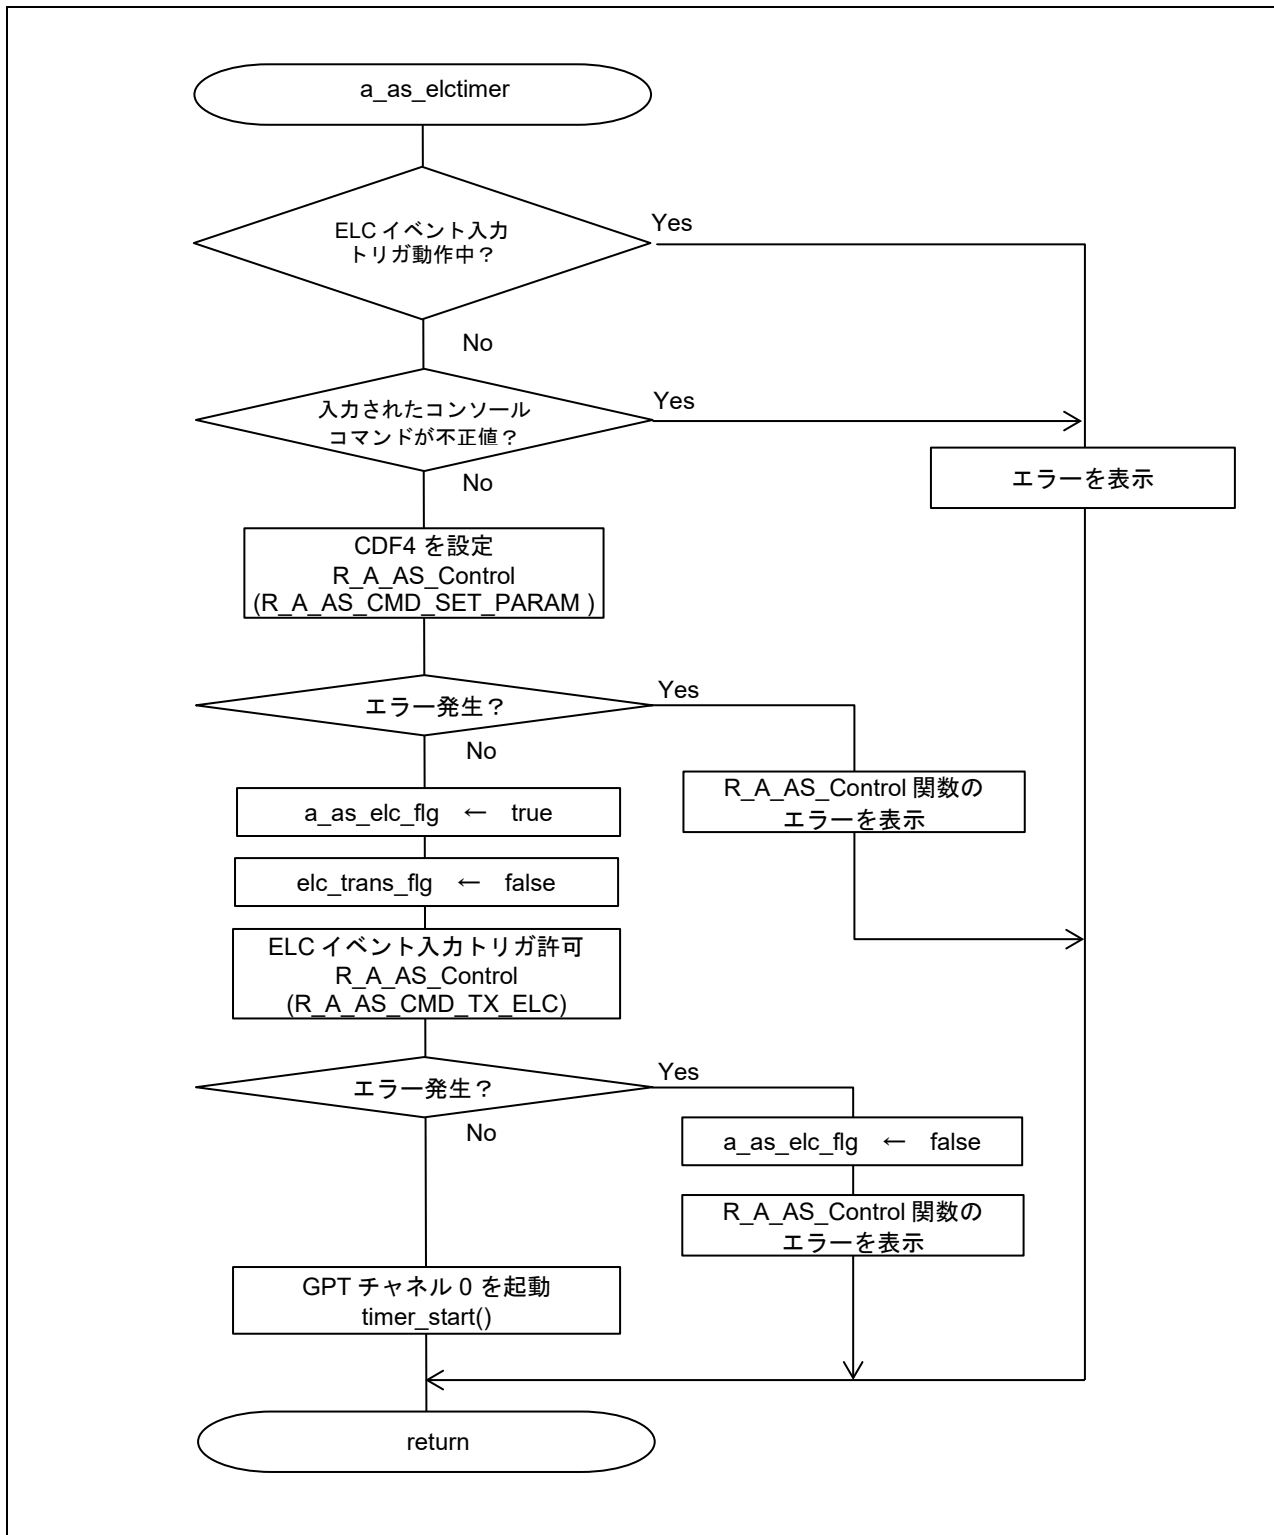 a_as_elctimer
ELC イベント入力
トリガ動作中？
Yes
No
入力されたコンソール
コマンドが不正値？
Yes
エラーを表示
No
CDF4 を設定
R_A_AS_Control
(R_A_AS_CMD_SET_PARAM )
エラー発生？
Yes
No
R_A_AS_Control 関数の
エラーを表示
a_as_elc_flg ← true
elc_trans_flg ← false
ELC イベント入力トリガ許可
R_A_AS_Control
(R_A_AS_CMD_TX_ELC)
エラー発生？
Yes
No
a_as_elc_flg ← false
R_A_AS_Control 関数の
エラーを表示
GPT チャネル 0 を起動
timer_start()
return